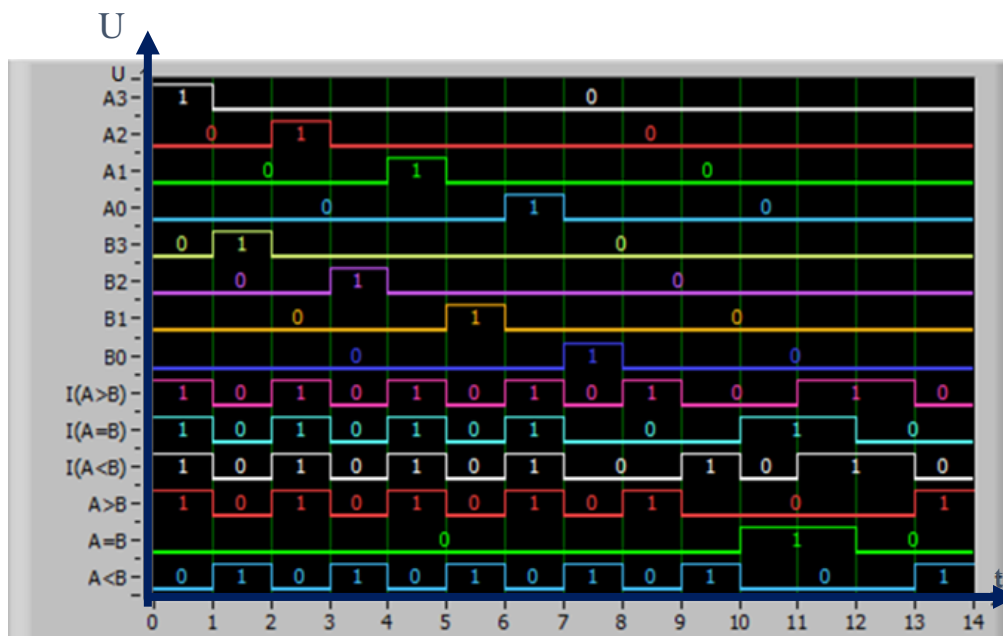 U
U
A3 1 0
A2 0 1 0
A1 0 1 0
A0 0 1 0
B3 0 1 0
B2 0 1 0
B1 0 1 0
B0 0 1 0
I(A>B) 1 0 1 0 1 0 1 0 1 0 1 0
I(A=B) 1 0 1 0 1 0 1 0 1 0
I(A<B) 1 0 1 0 1 0 1 0 1 0 1 0
A>B 1 0 1 0 1 0 1 0 1 0 1
A=B 0 1 0
A<B 0 1 0 1 0 1 0 1 0 1 0 1 t
0 1 2 3 4 5 6 7 8 9 10 11 12 13 14